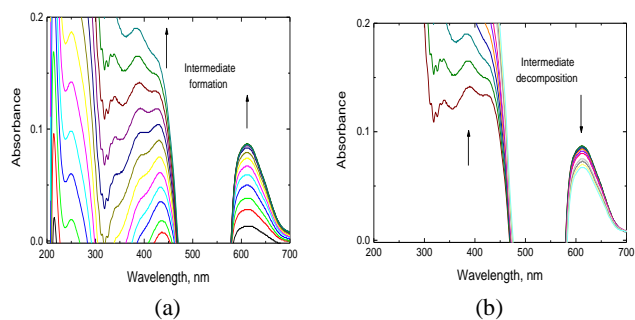 0.2
0.1
0.0
Absorbance
Intermediate
formation
200 300 400 500 600 700
Wavelength, nm
(a)
0.2
0.1
0.0
Absorbance
Intermediate
decomposition
200 300 400 500 600 700
Wavelength, nm
(b)